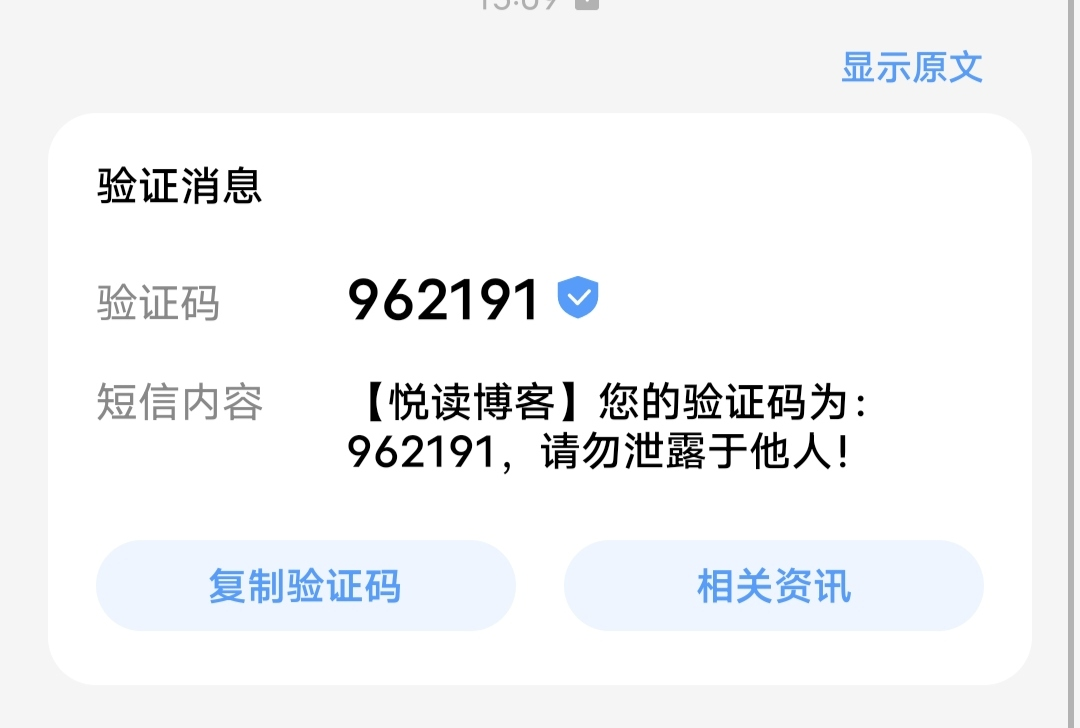 显示原文
验证消息
验证码 962191
短信内容 【悦读博客】您的验证码为：
962191，请勿泄露于他人！
复制验证码 相关资讯